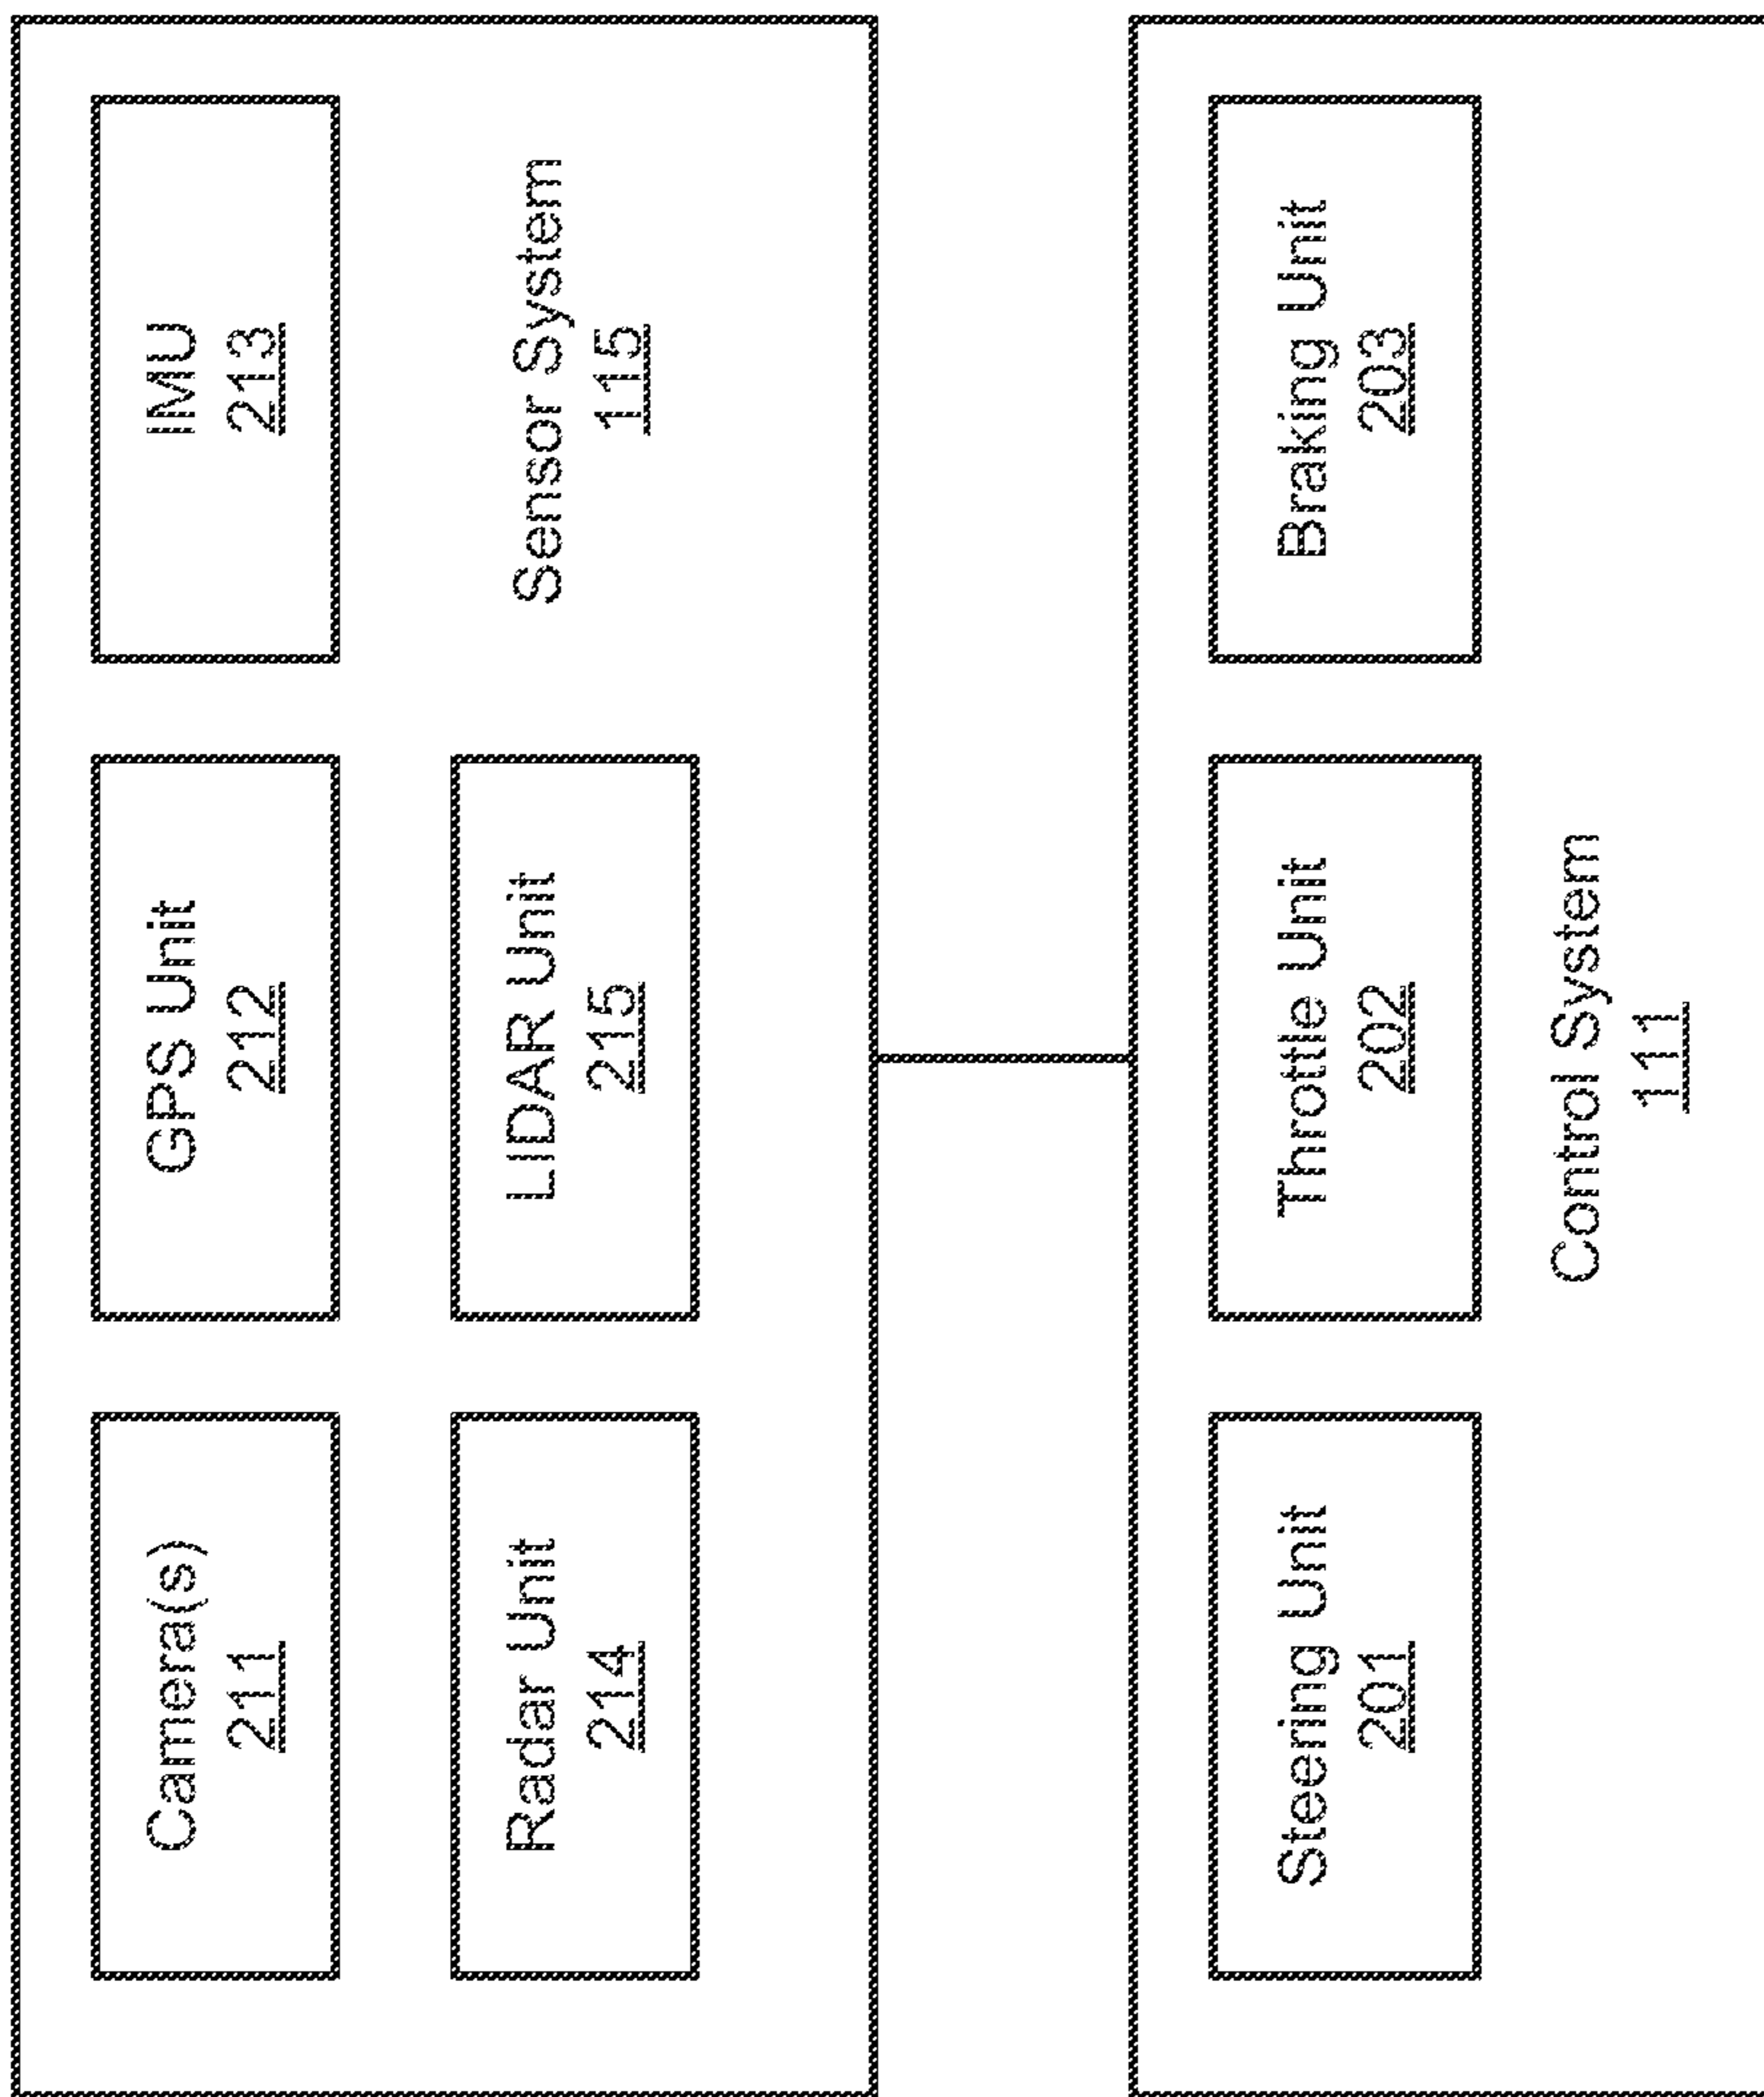 Camera(s)
211
GPS Unit
212
IMU
213
Radar Unit
214
LIDAR Unit
215
Sensor System
115
Steering Unit
201
Throttle Unit
202
Braking Unit
203
Control System
111